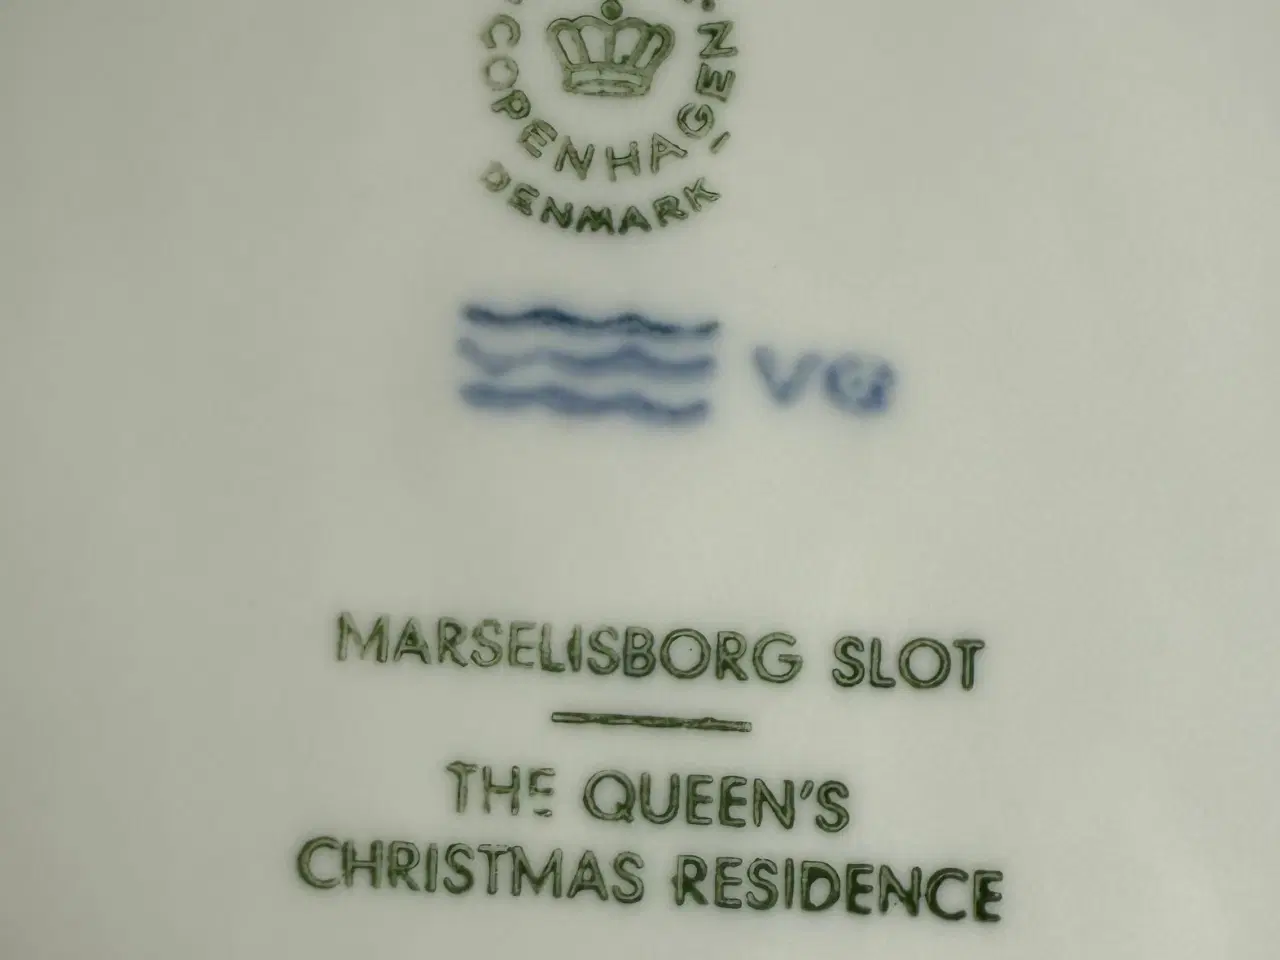 COPENHAGEN
DENMARK
VG
MARSELISBORG SLOT
THE QUEEN'S
CHRISTMAS RESIDENCE